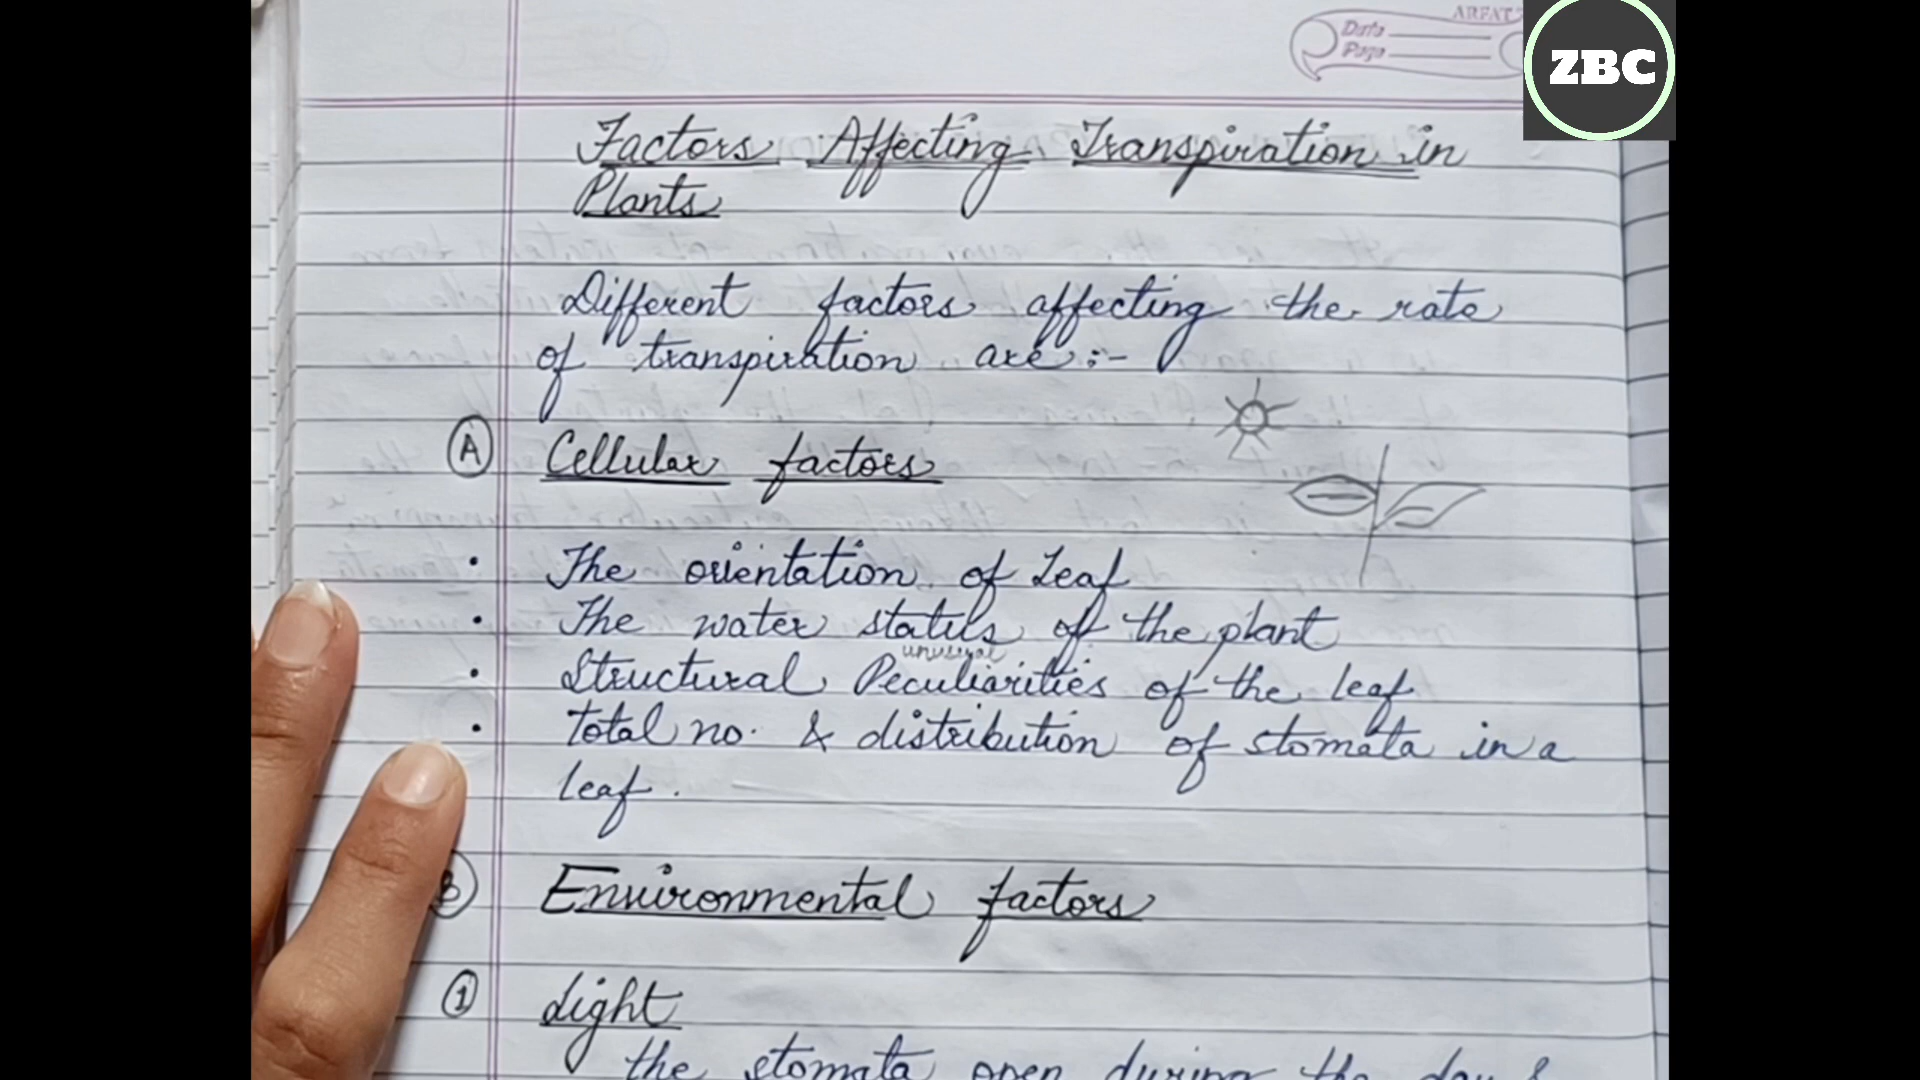 ARFAT
Date
Page
ZBC
Factors Affecting Transpiration in
Plants
Different factors affecting the rate
of transpiration are :-
A Cellular factors
• The orientation of Leaf
• The water status of the plant
unusual
• Structural Peculiarities of the leaf
• Total no. & distribution of stomata in a
leaf.
B Environmental factors
1 Light
the stomata open during the day &